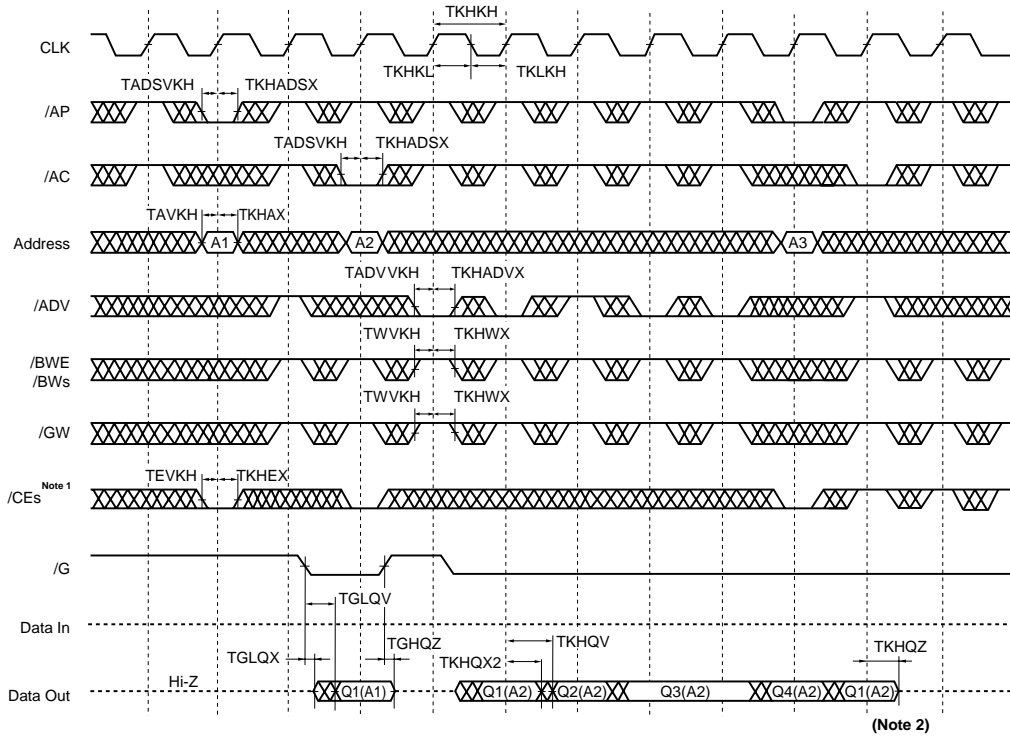 TKHKH
CLK
TKHKL TKLKH
TADSVKH TKHADSX
/AP
TADSVKH TKHADSX
/AC
TAVKH TKHAX
Address A1 A2 A3
TADVVKH TKHADVX
/ADV
TWVKH TKHWX
/BWE
/BWs
TWVKH TKHWX
/GW
TEVKH TKHEX
/CEs Note 1
/G
TGLQV
Data In
TGLQX TGHQZ TKHQV TKHQX2 TKHQZ
Hi-Z
Data Out Q1(A1) Q1(A2) Q2(A2) Q3(A2) Q4(A2) Q1(A2)
(Note 2)